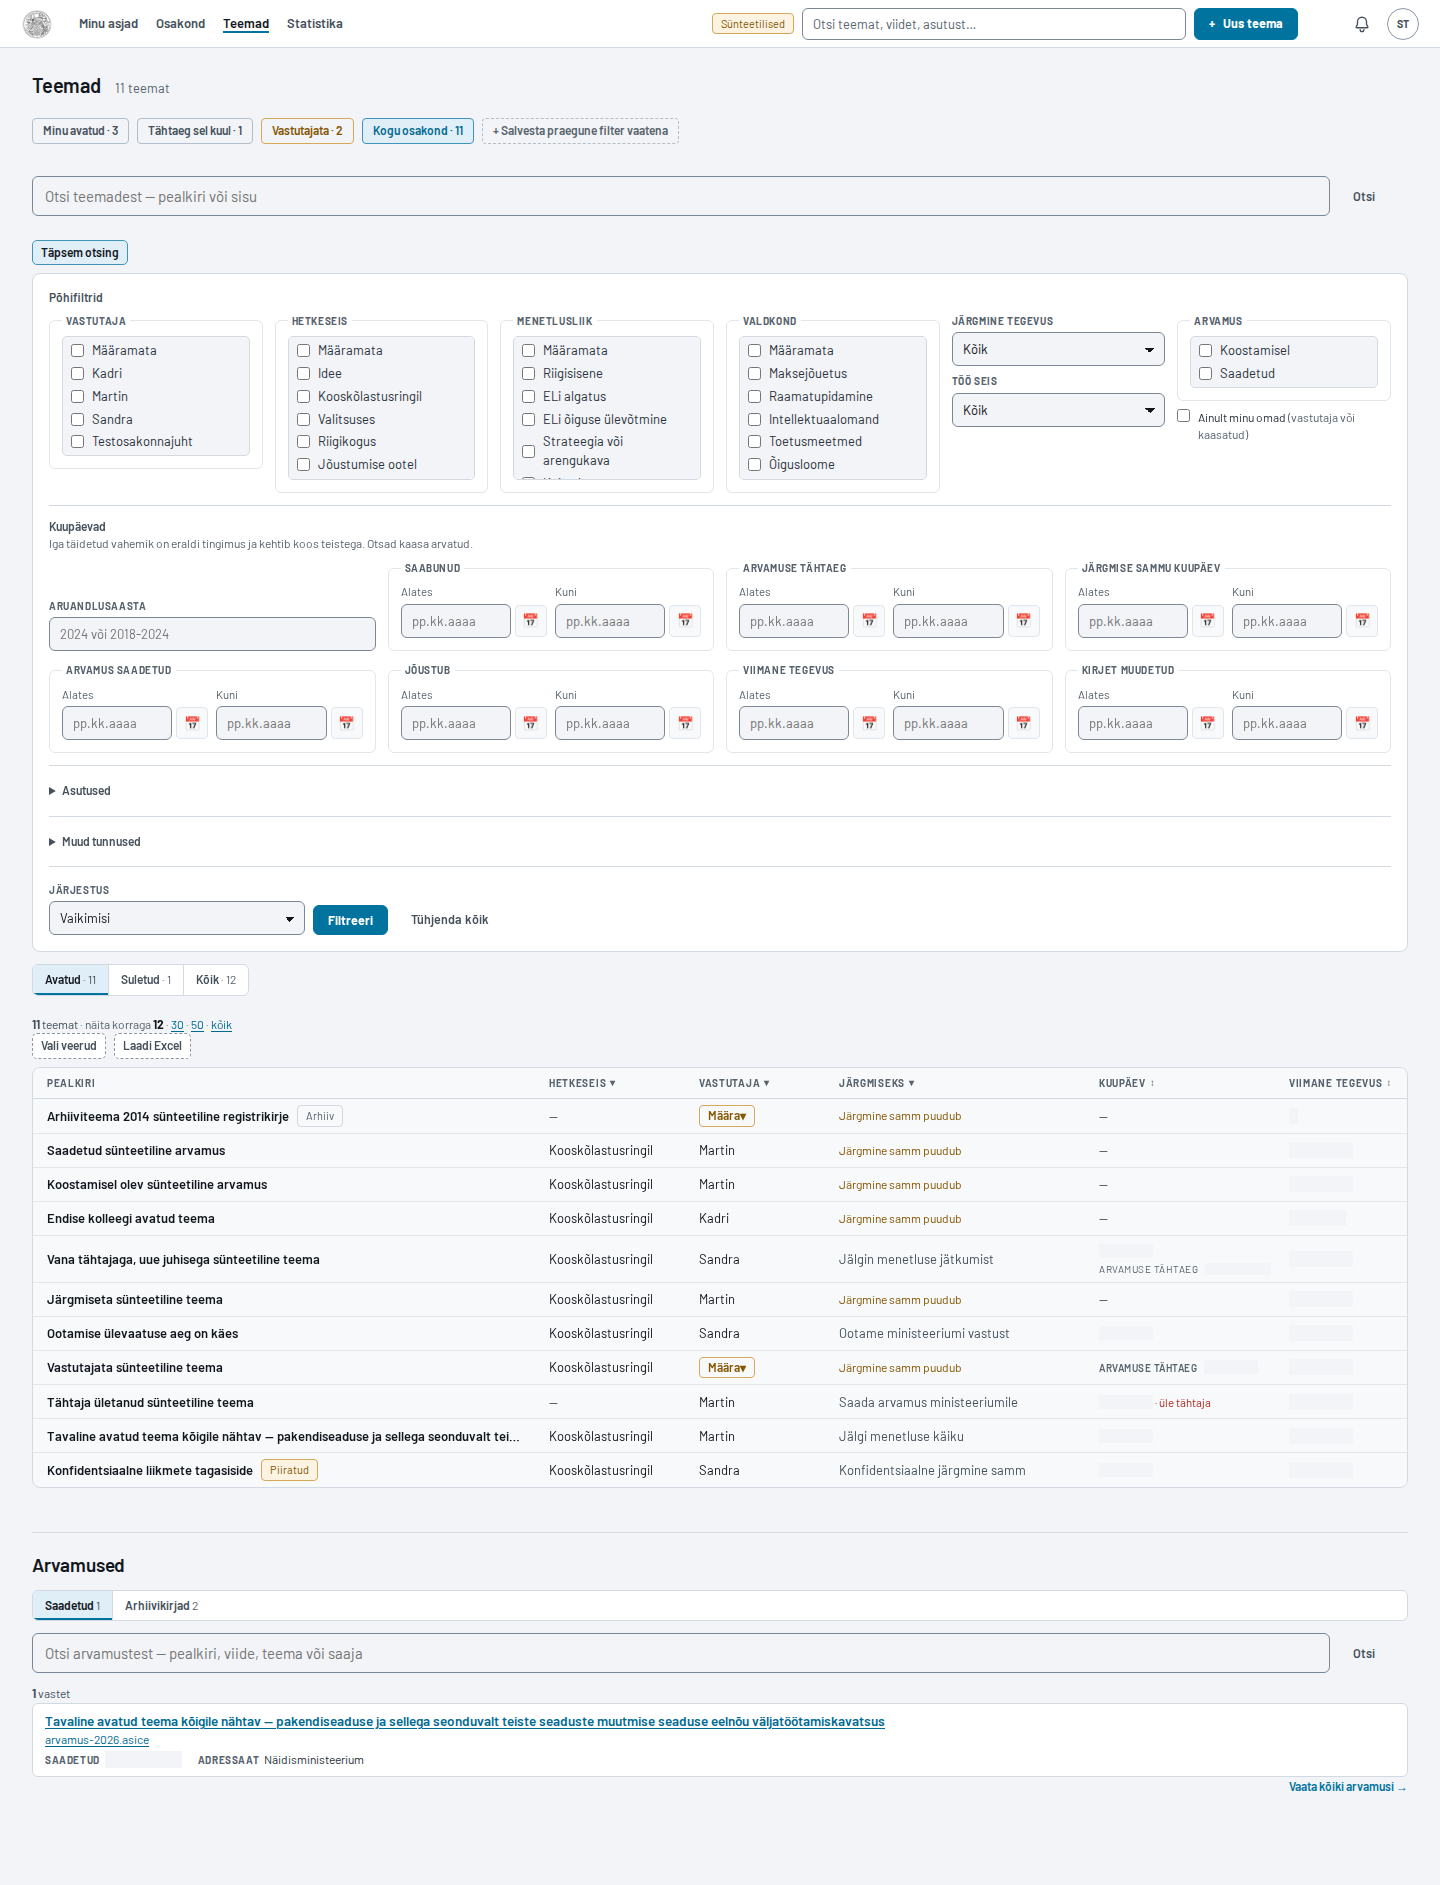 Minu asjad Osakond Teemad Statistika Sünteetilised Otsi teemat, viidet, asutust... + Uus teema ST
Teemad 11 teemat
Minu avatud · 3 Tähtaeg sel kuul · 1 Vastutajata · 2 Kogu osakond · 11 + Salvesta praegune filter vaatena
Otsi teemadest — pealkiri või sisu Otsi
Täpsem otsing
Põhifiltrid
VASTUTAJA HETKESEIS MENETLUSLIIK VALDKOND JÄRGMINE TEGEVUS ARVAMUS
Määramata Määramata Määramata Määramata Kõik Koostamisel
Kadri Idee Riigisisene Maksejõuetus Saadetud
Martin Kooskõlastusringil ELi algatus Raamatupidamine TÖÖ SEIS
Sandra Valitsuses ELi õiguse ülevõtmine Intellektuaalomand Kõik Ainult minu omad (vastutaja või
Testosakonnajuht Riigikogus Strateegia või Toetusmeetmed kaasatud)
arengukava
Jõustumise ootel Õigusloome
Kuupäevad
Iga täidetud vahemik on eraldi tingimus ja kehtib koos teistega. Otsad kaasa arvatud.
SAABUNUD ARVAMUSE TÄHTAEG JÄRGMISE SAMMU KUUPÄEV
Alates Kuni Alates Kuni Alates Kuni
ARUANDLUSAASTA
2024 või 2018-2024 pp.kk.aaaa pp.kk.aaaa pp.kk.aaaa pp.kk.aaaa pp.kk.aaaa pp.kk.aaaa
ARVAMUS SAADETUD JÕUSTUB VIIMANE TEGEVUS KIRJET MUUDETUD
Alates Kuni Alates Kuni Alates Kuni Alates Kuni
pp.kk.aaaa pp.kk.aaaa pp.kk.aaaa pp.kk.aaaa pp.kk.aaaa pp.kk.aaaa pp.kk.aaaa pp.kk.aaaa
▶ Asutused
▶ Muud tunnused
JÄRJESTUS
Vaikimisi Filtreeri Tühjenda kõik
Avatud · 11 Suletud · 1 Kõik · 12
11 teemat · näita korraga 12 · 30 · 50 · kõik
Vali veerud Laadi Excel
PEALKIRI HETKESEIS ▼ VASTUTAJA ▼ JÄRGMISEKS ▼ KUUPÄEV ↕ VIIMANE TEGEVUS ↕
Arhiiviteema 2014 sünteetiline registrikirje Arhiiv — Määra▾ Järgmine samm puudub —
Saadetud sünteetiline arvamus Kooskõlastusringil Martin Järgmine samm puudub —
Koostamisel olev sünteetiline arvamus Kooskõlastusringil Martin Järgmine samm puudub —
Endise kolleegi avatud teema Kooskõlastusringil Kadri Järgmine samm puudub —
Vana tähtajaga, uue juhisega sünteetiline teema Kooskõlastusringil Sandra Jälgin menetluse jätkumist
ARVAMUSE TÄHTAEG
Järgmiseta sünteetiline teema Kooskõlastusringil Martin Järgmine samm puudub —
Ootamise ülevaatuse aeg on käes Kooskõlastusringil Sandra Ootame ministeeriumi vastust
Vastutajata sünteetiline teema Kooskõlastusringil Määra▾ Järgmine samm puudub ARVAMUSE TÄHTAEG
Tähtaja ületanud sünteetiline teema — Martin Saada arvamus ministeeriumile · üle tähtaja
Tavaline avatud teema kõigile nähtav — pakendiseaduse ja sellega seonduvalt tei... Kooskõlastusringil Martin Jälgi menetluse käiku
Konfidentsiaalne liikmete tagasiside Piiratud Kooskõlastusringil Sandra Konfidentsiaalne järgmine samm
Arvamused
Saadetud 1 Arhiivikirjad 2
Otsi arvamustest — pealkiri, viide, teema või saaja Otsi
1 vastet
Tavaline avatud teema kõigile nähtav — pakendiseaduse ja sellega seonduvalt teiste seaduste muutmise seaduse eelnõu väljatöötamiskavatsus
arvamus-2026.asice
SAADETUD ADRESSAAT Näidisministeerium
Vaata kõiki arvamusi →